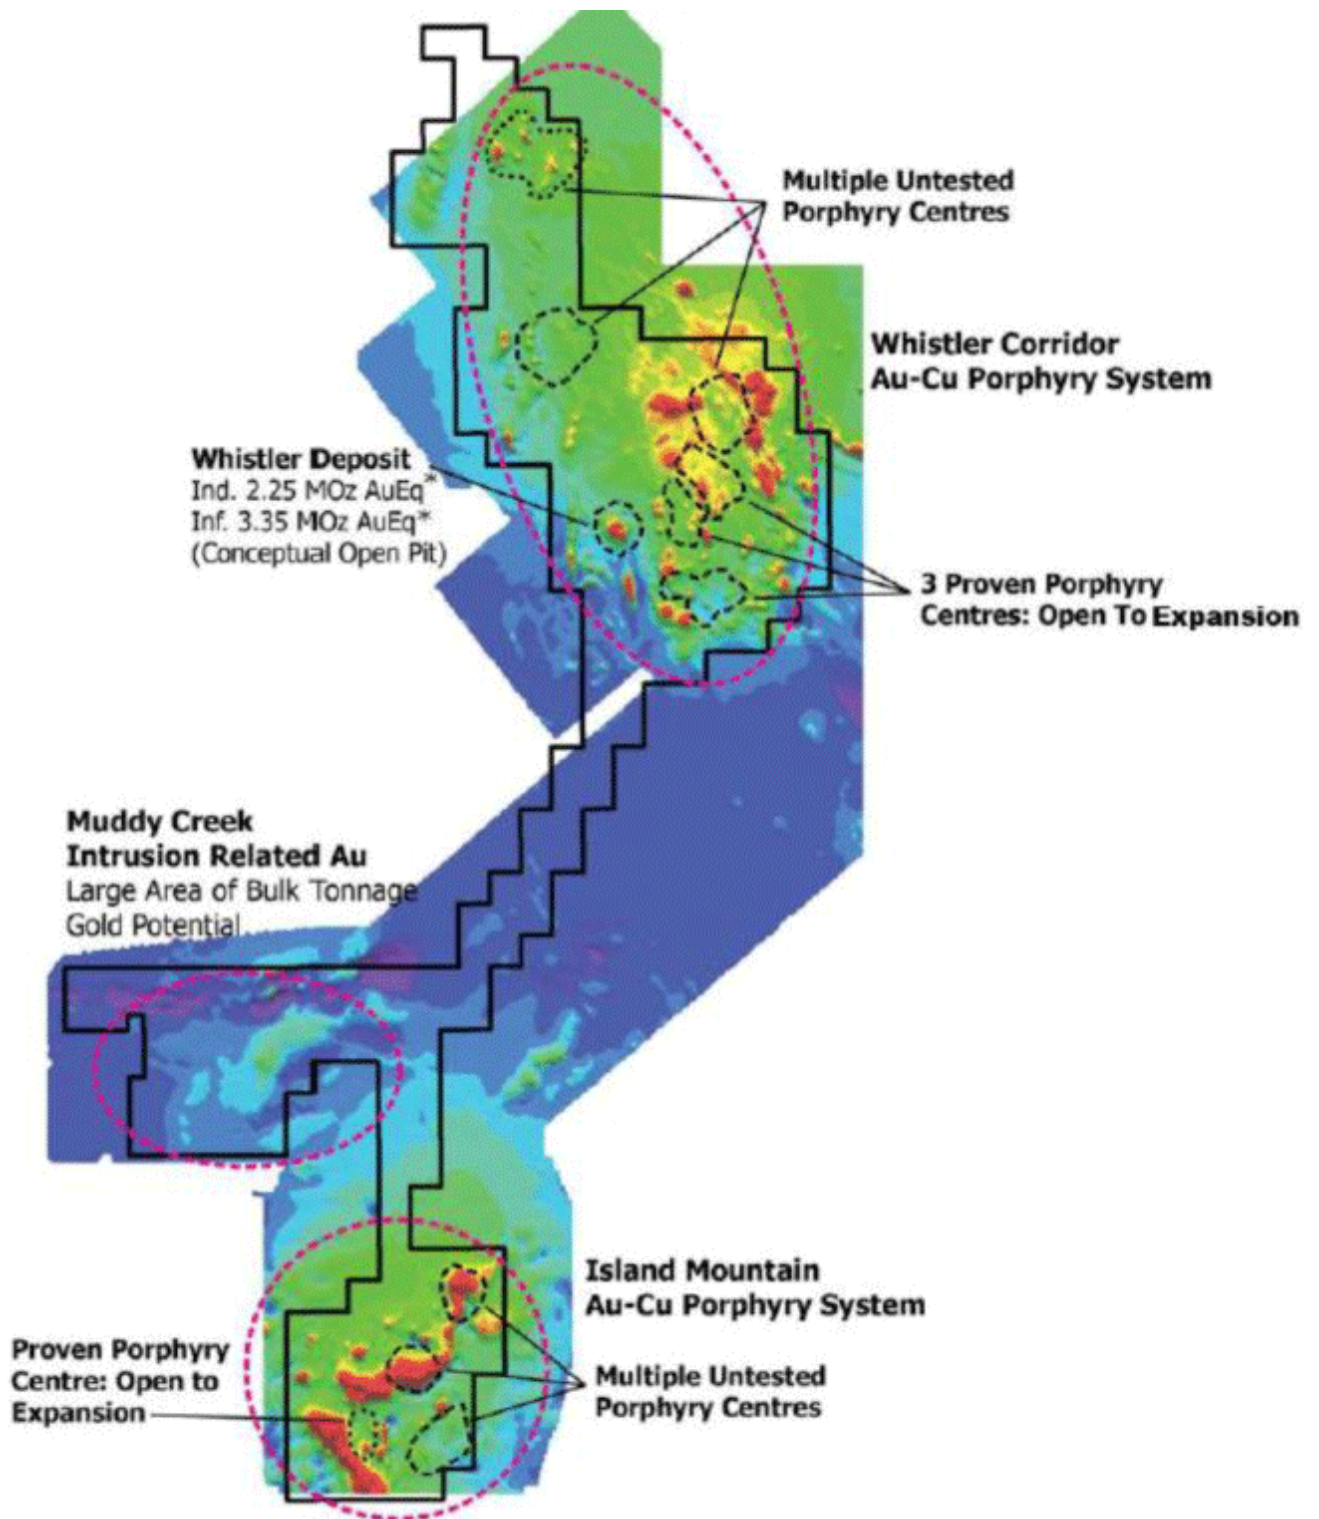 Multiple Untested
Porphyry Centres
Whistler Corridor
Au-Cu Porphyry System
Whistler Deposit
Ind. 2.25 MOz AuEq*
Inf. 3.35 MOz AuEq*
(Conceptual Open Pit)
3 Proven Porphyry
Centres: Open To Expansion
Muddy Creek
Intrusion Related Au
Large Area of Bulk Tonnage
Gold Potential
Island Mountain
Au-Cu Porphyry System
Proven Porphyry
Centre: Open to
Expansion
Multiple Untested
Porphyry Centres